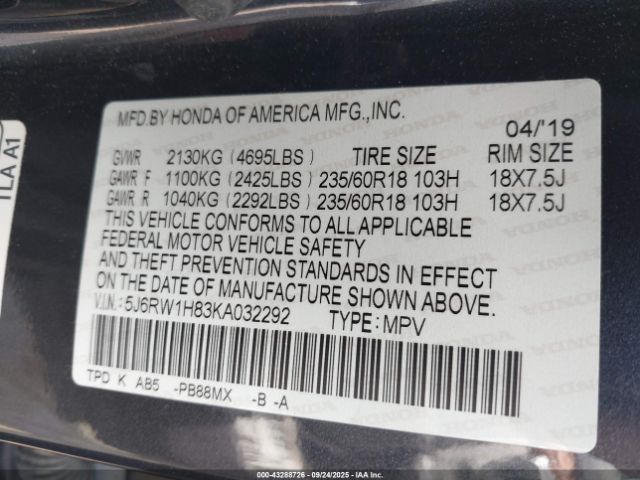 1LA A1
MFD.BY HONDA OF AMERICA MFG.,INC.
04/'19
GVWR 2130KG (4695LBS) TIRE SIZE RIM SIZE
GAWR F 1100KG (2425LBS) 235/60R18 103H 18X7.5J
GAWR R 1040KG (2292LBS) 235/60R18 103H 18X7.5J
THIS VEHICLE CONFORMS TO ALL APPLICABLE
FEDERAL MOTOR VEHICLE SAFETY
AND THEFT PREVENTION STANDARDS IN EFFECT
ON THE DATE OF MANUFACTURE SHOWN ABOVE.
V.I.N.: 5J6RW1H83KA032292 TYPE: MPV
TPD K A85 -PB88MX -B -A
000-43288726 - 09/24/2025 - IAA Inc.